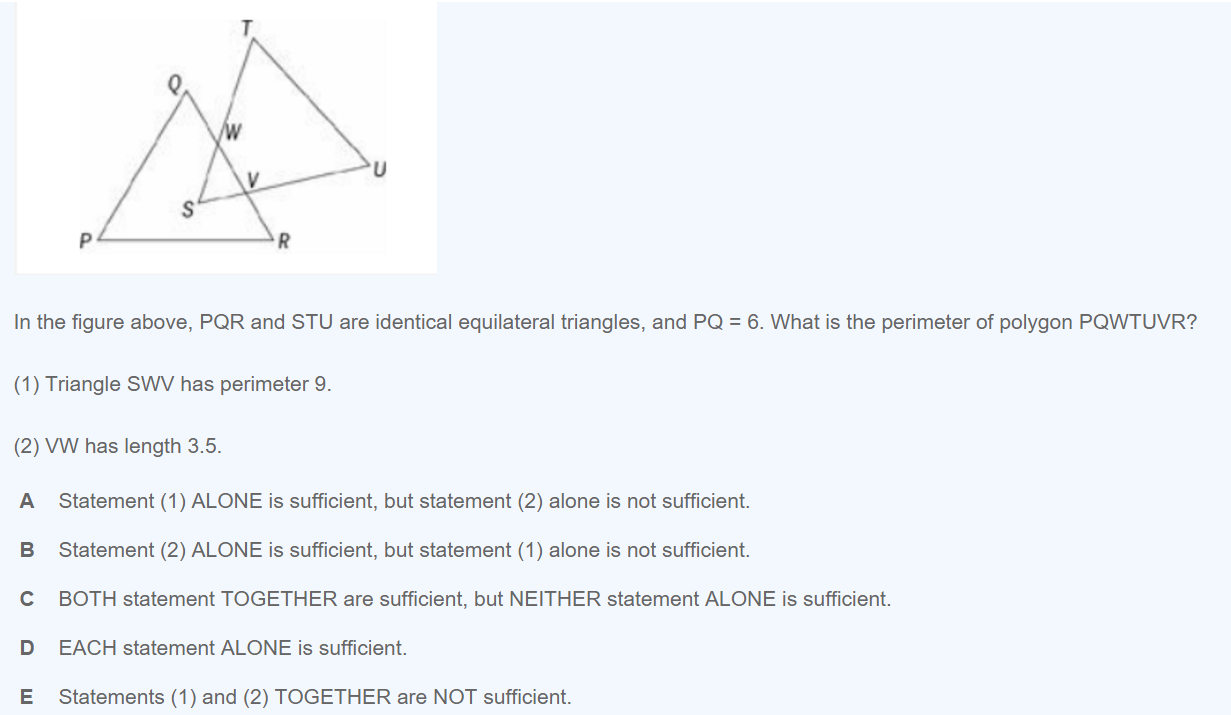 T
Q
W
V
U
S
P
R
In the figure above, PQR and STU are identical equilateral triangles, and PQ = 6. What is the perimeter of polygon PQWTUVR?
(1) Triangle SWV has perimeter 9.
(2) VW has length 3.5.
A Statement (1) ALONE is sufficient, but statement (2) alone is not sufficient.
B Statement (2) ALONE is sufficient, but statement (1) alone is not sufficient.
C BOTH statement TOGETHER are sufficient, but NEITHER statement ALONE is sufficient.
D EACH statement ALONE is sufficient.
E Statements (1) and (2) TOGETHER are NOT sufficient.